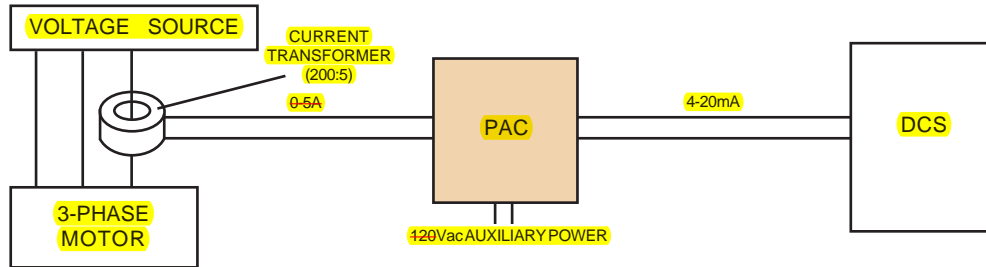 VOLTAGE SOURCE
CURRENT
TRANSFORMER
(200:5)
0-5A
PAC
4-20mA
DCS
3-PHASE
MOTOR
120Vac AUXILIARY POWER